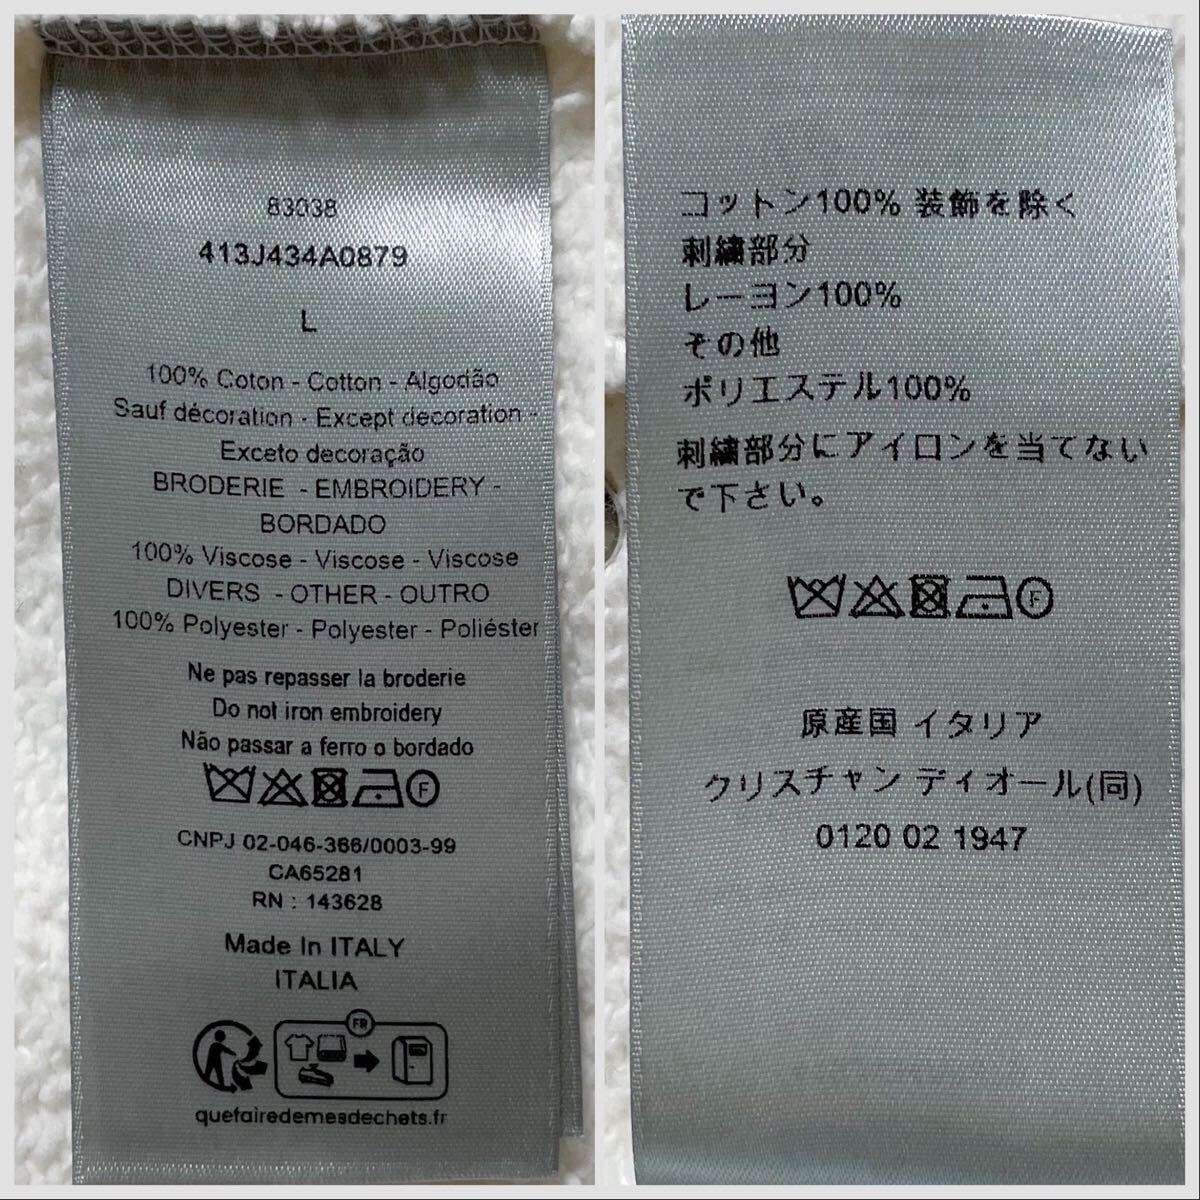 83038
413J434A0879
L
100% Coton - Cotton - Algodão
Sauf décoration - Except decoration -
Exceto decoração
BRODERIE - EMBROIDERY -
BORDADO
100% Viscose - Viscose - Viscose
DIVERS - OTHER - OUTRO
100% Polyester - Polyester - Poliéster
Ne pas repasser la broderie
Do not iron embroidery
Não passar a ferro o bordado
F
CNPJ 02-046-366/0003-99
CA65281
RN : 143628
Made In ITALY
ITALIA
FR
quefairedemesdechets.fr
コットン100% 装飾を除く
刺繍部分
レーヨン100%
その他
ポリエステル100%
刺繍部分にアイロンを当てない
で下さい。
F
原産国 イタリア
クリスチャン ディオール(同)
0120 02 1947